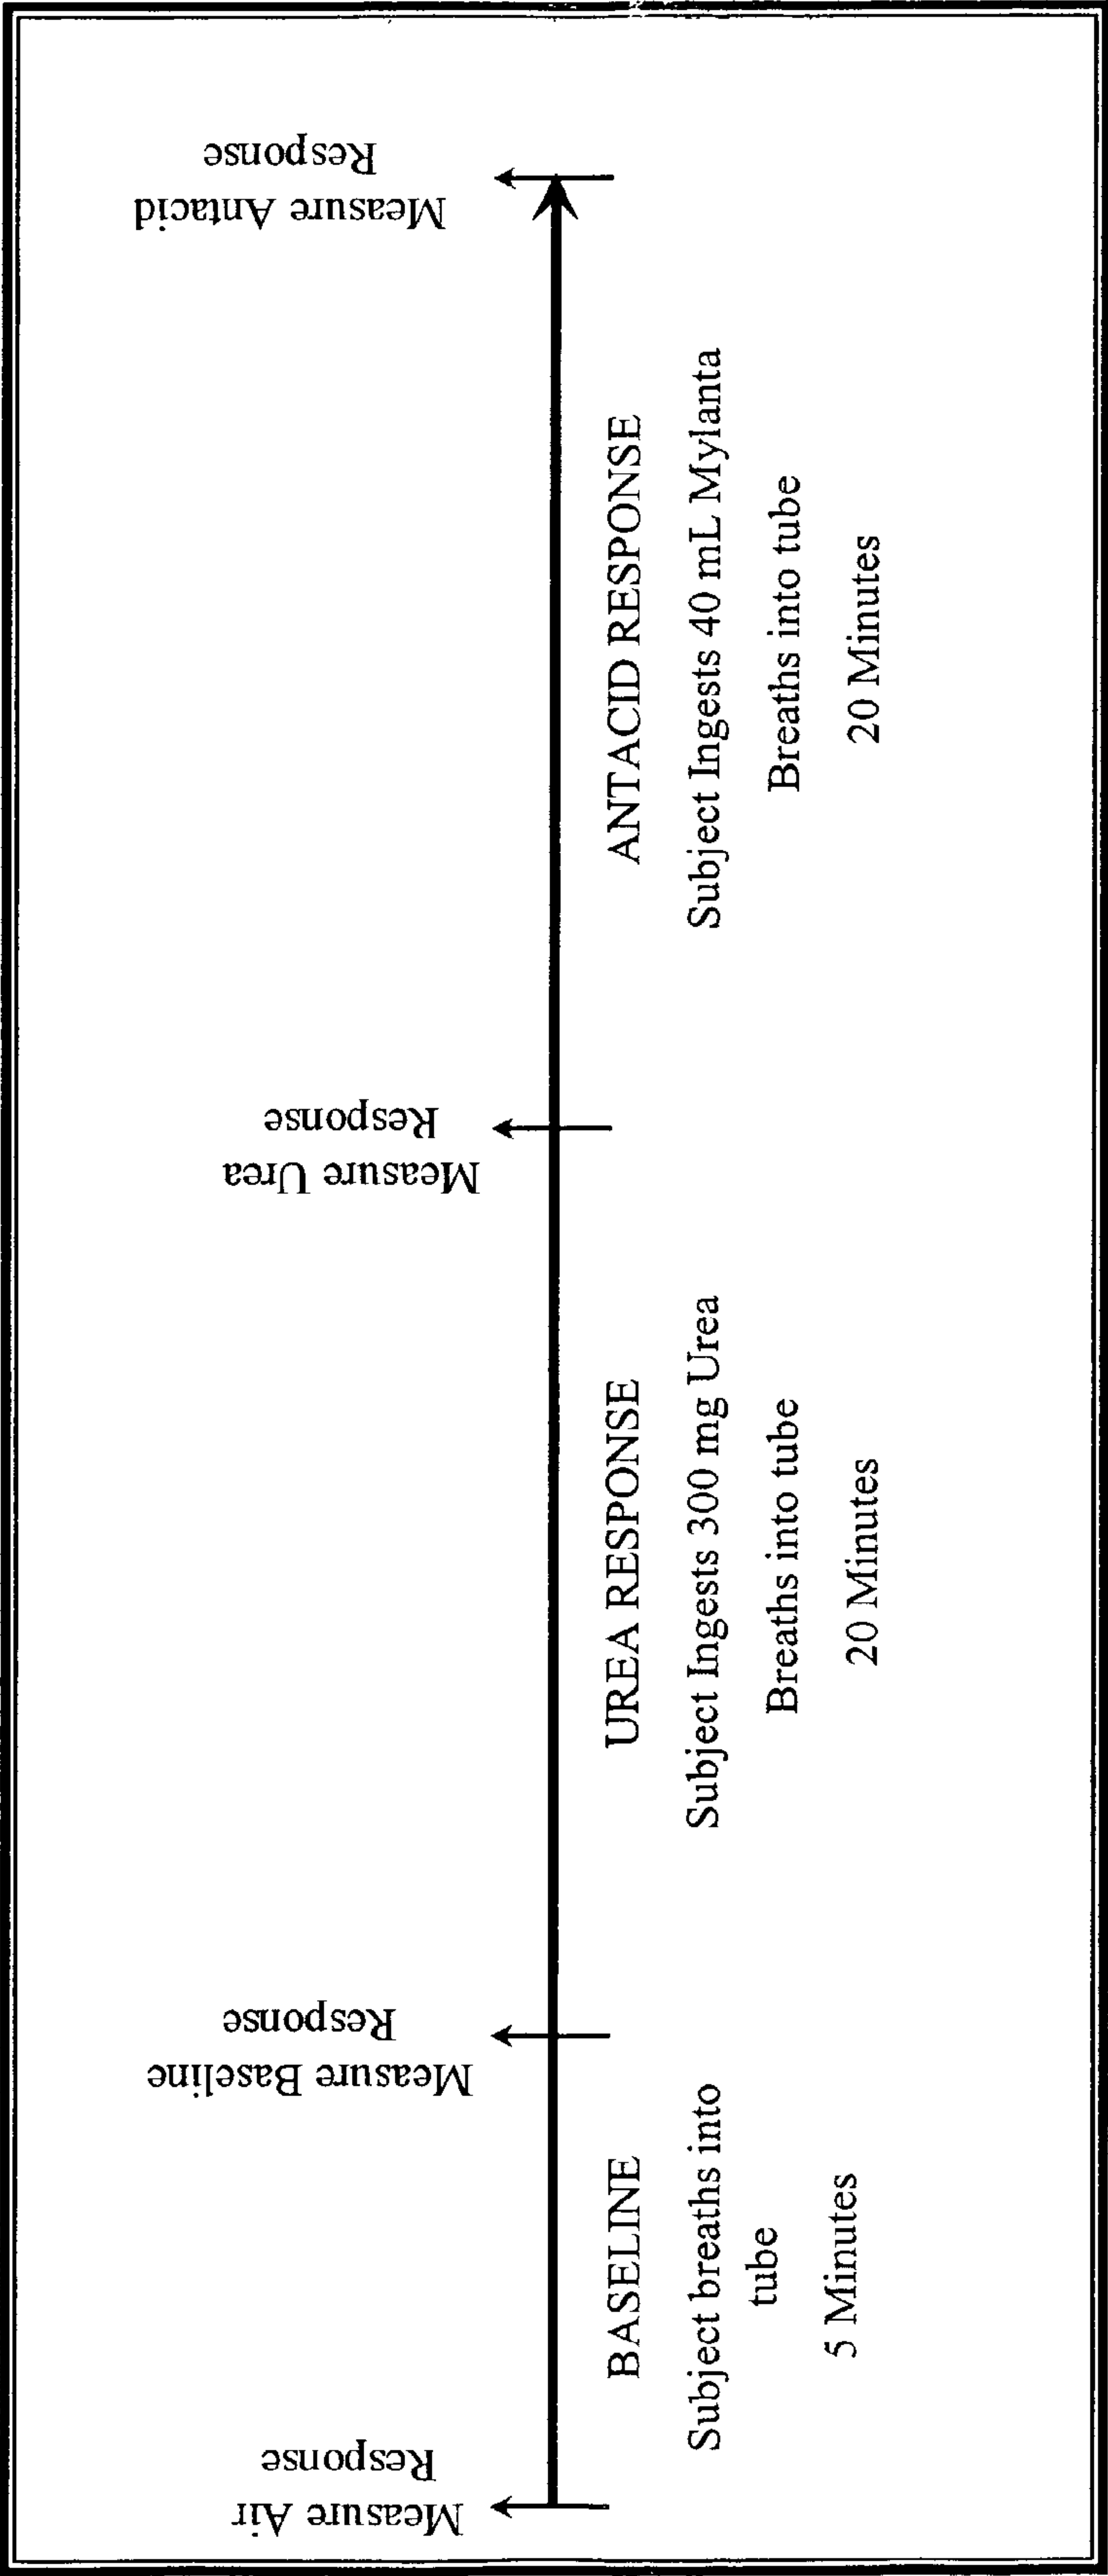 Measure Air
Response
Measure Baseline
Response
Measure Urea
Response
Measure Antacid
Response
BASELINE
Subject breaths into
tube
5 Minutes
UREA RESPONSE
Subject Ingests 300 mg Urea
Breaths into tube
20 Minutes
ANTACID RESPONSE
Subject Ingests 40 mL Mylanta
Breaths into tube
20 Minutes